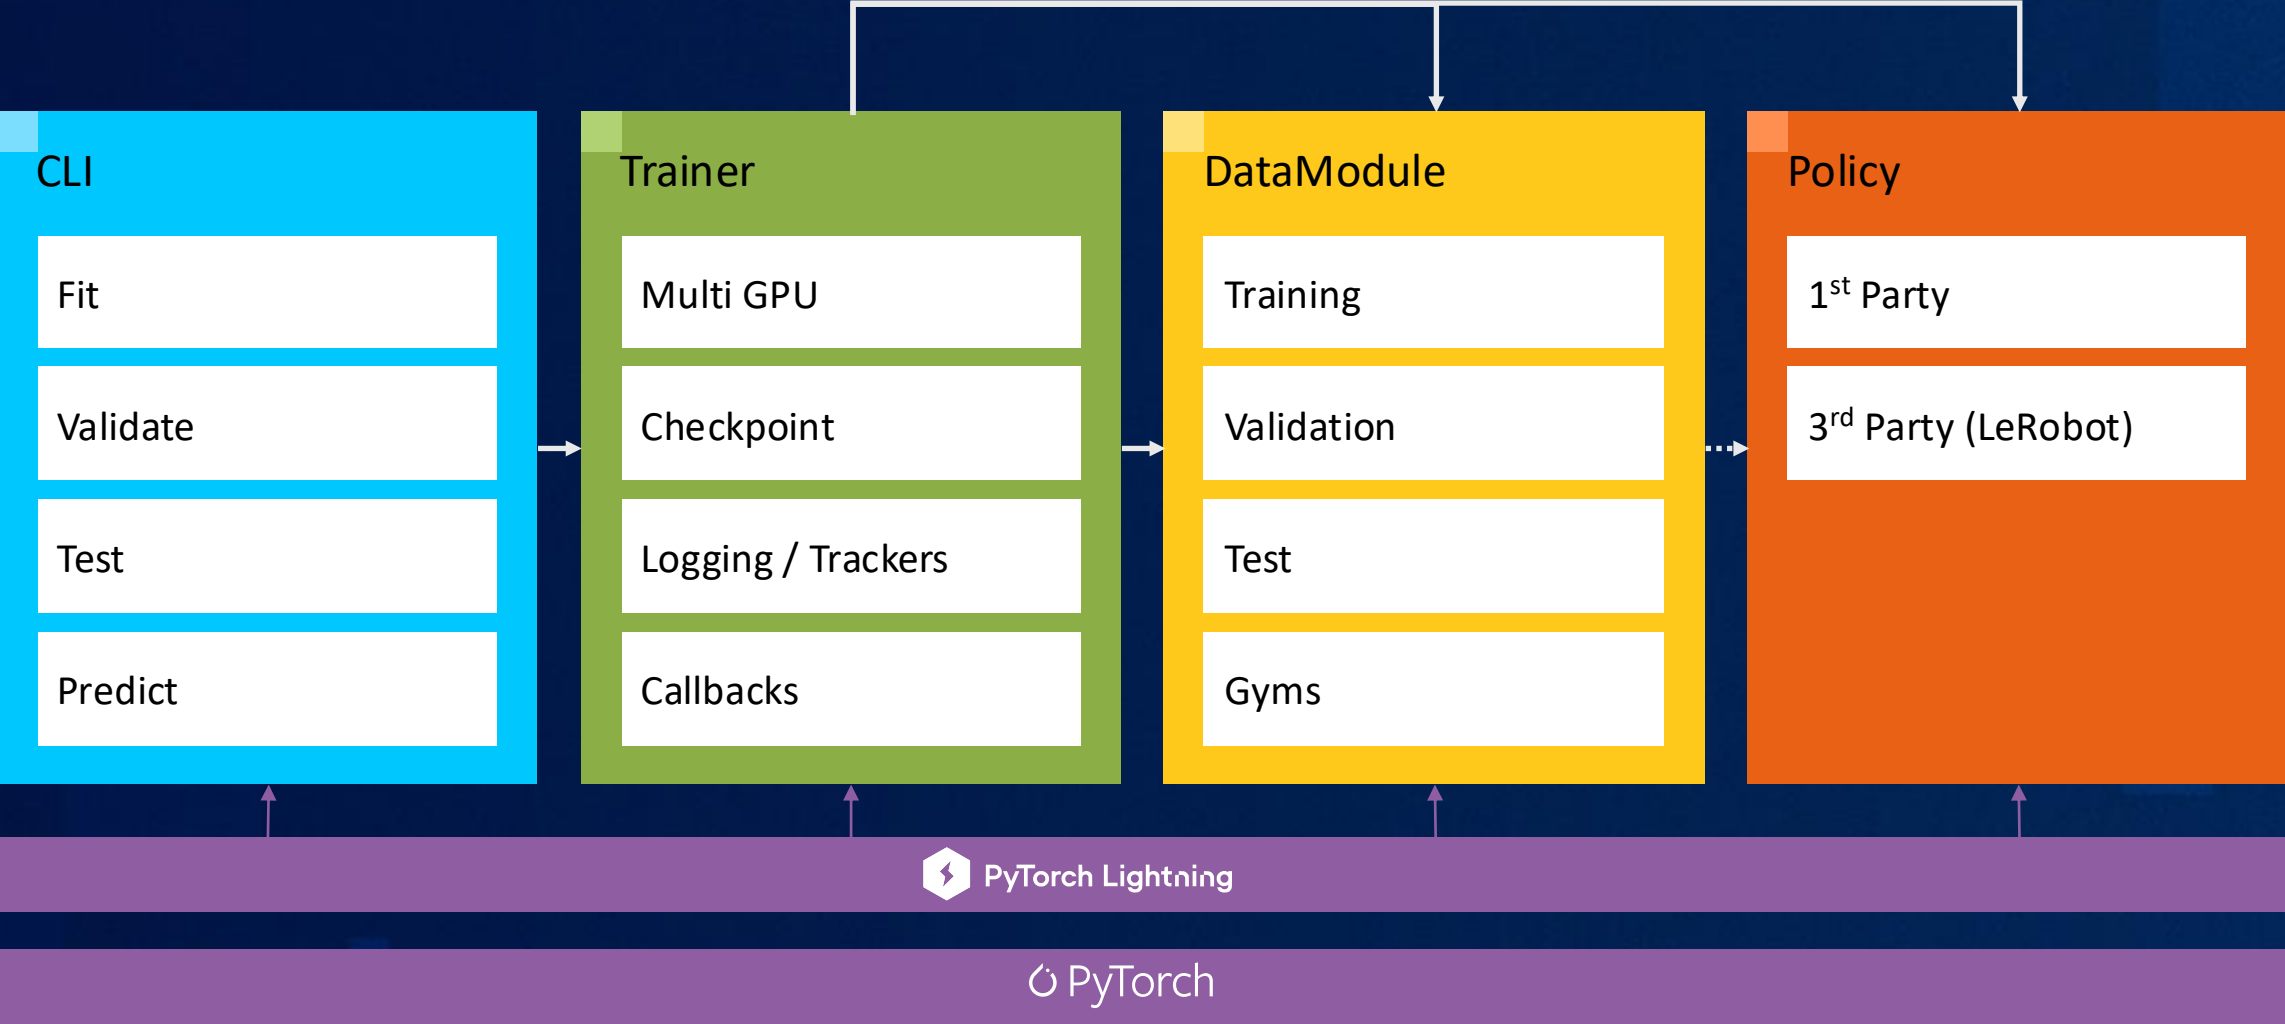 CLI
Fit
Validate
Test
Predict
Trainer
Multi GPU
Checkpoint
Logging / Trackers
Callbacks
DataModule
Training
Validation
Test
Gyms
Policy
1st Party
3rd Party (LeRobot)
PyTorch Lightning
PyTorch